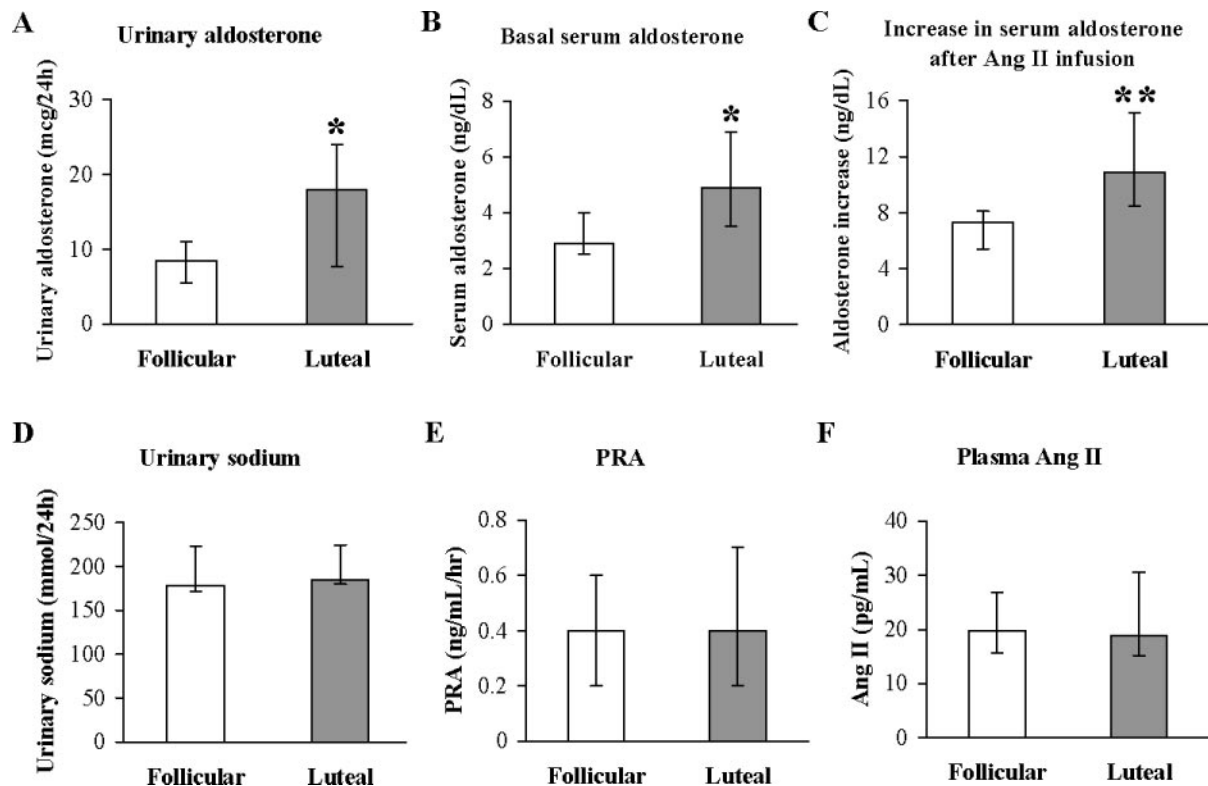 A
Urinary aldosterone
Urinary aldosterone (mcg/24h)
30
20
10
0
*
Follicular
Luteal
B
Basal serum aldosterone
Serum aldosterone (ng/dL)
8
6
4
2
0
*
Follicular
Luteal
C
Increase in serum aldosterone
after Ang II infusion
Aldosterone increase (ng/dL)
16
12
8
4
0
**
Follicular
Luteal
D
Urinary sodium
Urinary sodium (mmol/24h)
250
200
150
100
50
0
Follicular
Luteal
E
PRA
PRA (ng/mL/hr)
0.8
0.6
0.4
0.2
0
Follicular
Luteal
F
Plasma Ang II
Ang II (pg/mL)
40
30
20
10
0
Follicular
Luteal